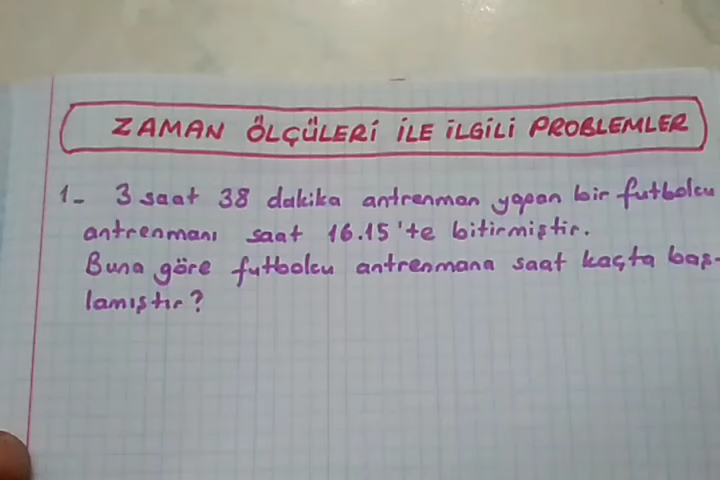 ZAMAN ÖLÇÜLERİ İLE İLGİLİ PROBLEMLER
1- 3 saat 38 dakika antrenman yapan bir futbolcu
antrenmanı saat 16.15'te bitirmiştir.
Buna göre futbolcu antrenmana saat kaçta baş-
lamıştır?